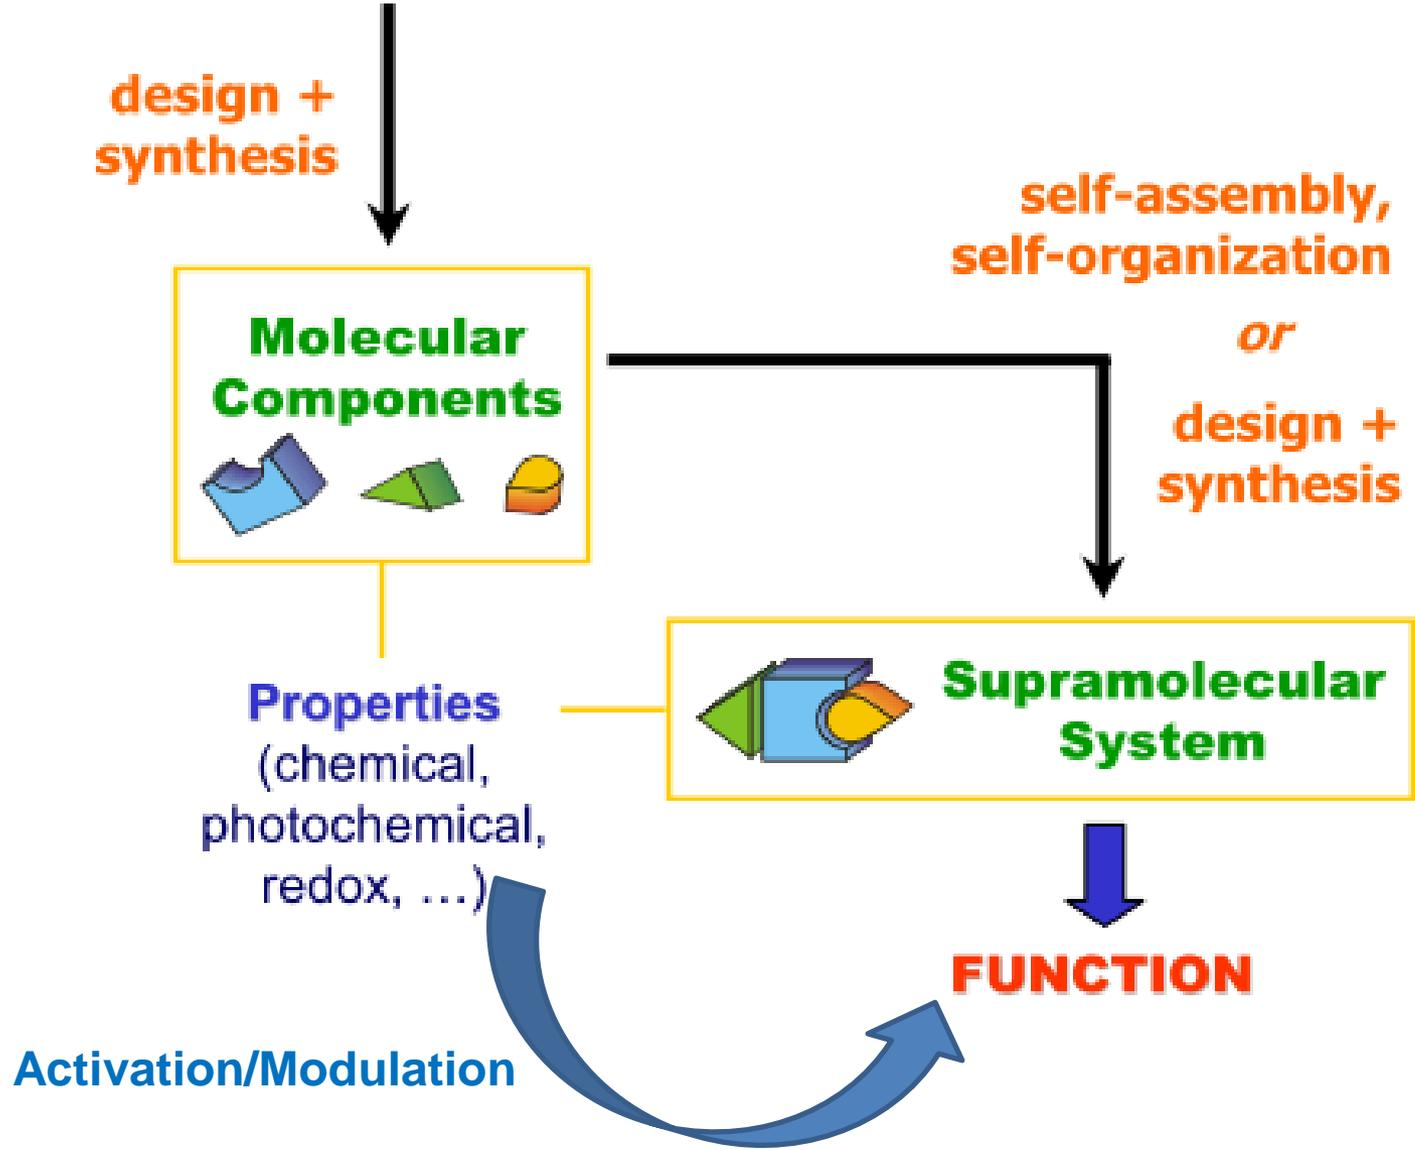 design +
synthesis
self-assembly,
self-organization
or
design +
synthesis
Molecular
Components
Properties
(chemical,
photochemical,
redox, ...)
Supramolecular
System
FUNCTION
Activation/Modulation